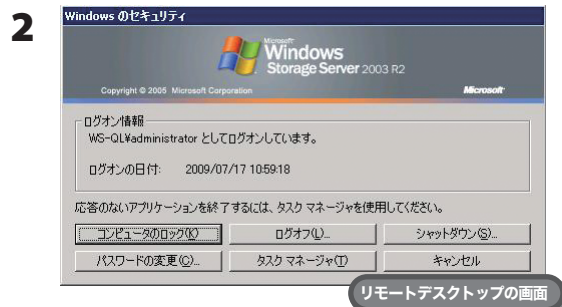 2
Windows のセキュリティ
Microsoft
Windows
Storage Server 2003 R2
Copyright © 2005 Microsoft Corporation
Microsoft
ログオン情報
WS-QL¥administrator としてログオンしています。
ログオンの日付: 2009/07/17 10:59:18
応答のないアプリケーションを終了するには、タスク マネージャを使用してください。
コンピュータのロック(K) ログオフ(L)... シャットダウン(S)...
パスワードの変更(C)... タスク マネージャ(T) キャンセル
リモートデスクトップの画面